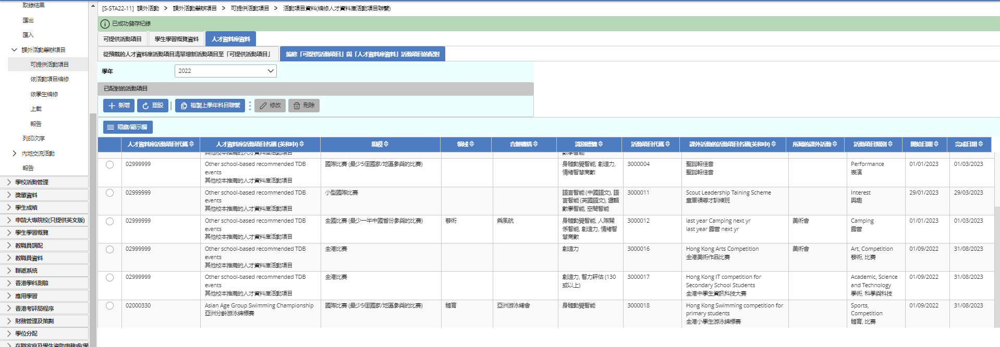 取錄結果
匯出
匯入
課外活動舉辦項目
可提供活動項目
依活動項目編修
依學生編修
上載
報告
列印次序
內地交流活動
報告
學校活動管理
獎懲資料
學生成績
申請大專院校(只提供英文版)
學生學習概覽
教職員調配
教職員資料
聯遞系統
香港學科測驗
應用學習
香港考評局程序
財務管理及策劃
學位分配
在職家庭及學生資助事務處(學
[S-STA22-11] 課外活動 > 課外活動舉辦項目 > 可提供活動項目 > 活動項目資料(編修人才資料庫活動項目聯繫)
已成功儲存紀錄
可提供活動項目 學生學習概覽資料 人才資料庫資料
從預載的人才資料庫活動項目清單增新活動項目至「可提供活動項目」 編修「可提供活動項目」與「人才資料庫資料」活動項目的配對
學年 2022
已配對的活動項目
新增 重設 複製上學年科目聯繫 修改 刪除
隱藏/顯示欄
人才資料庫活動項目代碼 人才資料庫活動項目名稱 (英和中) 規模 領域 合辦機構 識別標籤 活動項目代碼 課外活動的活動項目名稱(英和中) 所屬的課外活動 活動項目類別 開始日期 完成日期
其他校本推薦的人才資料庫活動項目 數學智能
02999999 Other school-based recommended TDB 國際比賽 (最少5個國家/地區參與的比賽) 身體動覺智能, 創造力, 3000004 聖誕報佳音 Performance 01/01/2023 01/03/2023
events 情緒智慧商數 聖誕報佳音 表演
其他校本推薦的人才資料庫活動項目
02999999 Other school-based recommended TDB 小型國際比賽 語言智能 (中國語文), 語 3000011 Scout Leadership Taining Scheme Interest 29/01/2023 29/03/2023
events 言智能 (英國語文), 邏輯 童軍領導才訓練班 興趣
其他校本推薦的人才資料庫活動項目 數學智能, 空間智能
02999999 Other school-based recommended TDB 全國比賽 (最少一半中國省份參與的比賽) 藝術 乘風航 身體動覺智能, 人際關 3000012 last year Camping next yr 美術會 Camping 01/01/2023 01/03/2023
events 係智能, 創造力, 情緒智 last year 露營 next yr 露營
其他校本推薦的人才資料庫活動項目 慧商數
02999999 Other school-based recommended TDB 全港比賽 創造力 3000016 Hong Kong Arts Competition 美術會 Art, Competition 01/09/2022 31/08/2023
events 全港美術作品比賽 藝術, 比賽
其他校本推薦的人才資料庫活動項目
02999999 Other school-based recommended TDB 全港比賽 創造力, 智力評估 (130 3000017 Hong Kong IT competition for Academic, Science 01/09/2022 31/08/2023
events 或以上) Secondary School Students and Technology
其他校本推薦的人才資料庫活動項目 全港中學生資訊科技大賽 學術, 科學與科技
02000330 Asian Age Group Swimming Championship 國際比賽 (最少5個國家/地區參與的比賽) 體育 亞洲游泳總會 身體動覺智能 3000018 Hong Kong Swimming competition for Sports, 01/09/2022 31/08/2023
亞洲分齡游泳錦標賽 primary students Competition
全港小學生游泳錦標賽 體育, 比賽